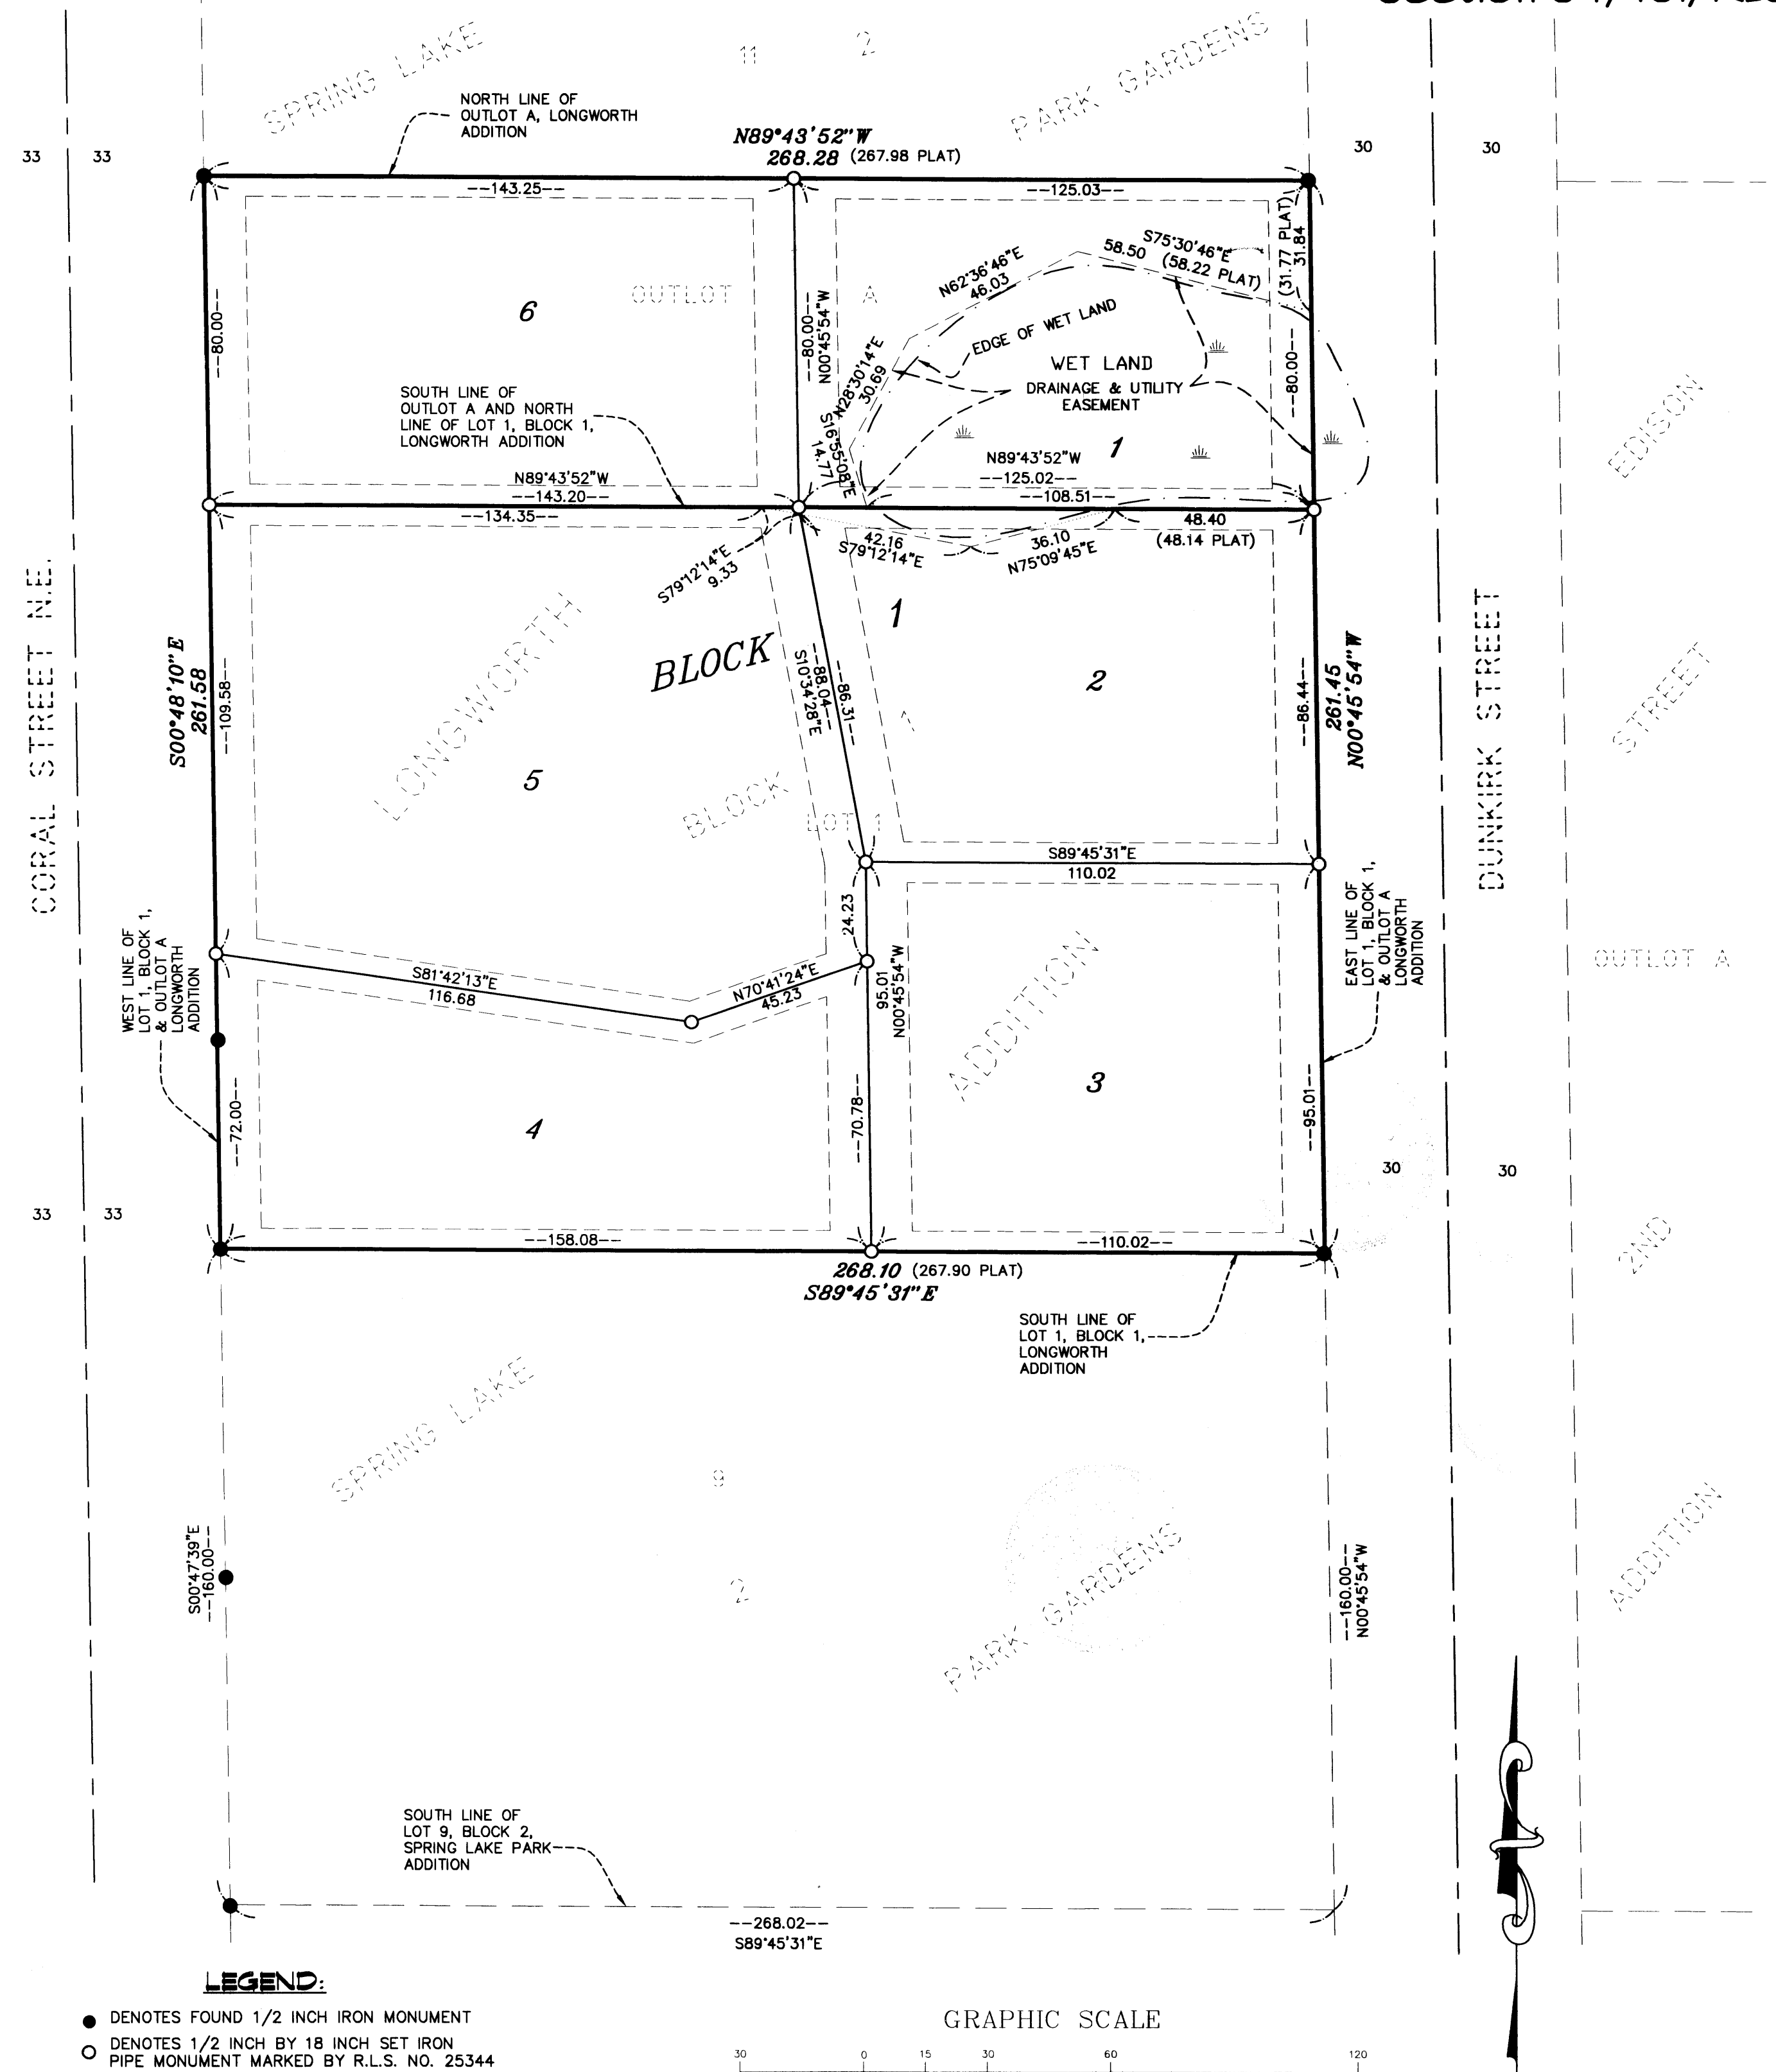 SPRING LAKE
11
2
PARK GARDENS
NORTH LINE OF
OUTLOT A, LONGWORTH
ADDITION
N89°43'52"W
268.28 (267.98 PLAT)
33
33
30
30
--143.25--
--125.03--
(31.77 PLAT)
31.84
S75°30'46"E
58.50 (58.22 PLAT)
N62°36'46"E
46.03
OUTLOT
A
6
--80.00--
--80.00--
N00°45'54"W
EDGE OF WET LAND
WET LAND
DRAINAGE & UTILITY
EASEMENT
--80.00--
N28°30'14"E
30.69
S16°55'08"E
14.77
SOUTH LINE OF
OUTLOT A AND NORTH
LINE OF LOT 1, BLOCK 1,
LONGWORTH ADDITION
1
N89°43'52"W
--125.02--
--108.51--
N89°43'52"W
--143.20--
--134.35--
48.40
(48.14 PLAT)
42.16
S79°12'14"E
36.10
N75°09'45"E
S79°12'14"E
9.33
EDISON
STREET
2ND
ADDITION
OUTLOT A
CORAL STREET N.E.
DUNKIRK STREET
S00°48'10"E
261.58
--109.58--
LONGWORTH
BLOCK
1
--88.04--
S10°34'28"E
--86.31--
2
--86.44--
261.45
N00°45'54"W
5
BLOCK
1
LOT 1
S89°45'31"E
110.02
24.23
95.01
N00°45'54"W
EAST LINE OF
LOT 1, BLOCK 1,
& OUTLOT A
LONGWORTH
ADDITION
WEST LINE OF
LOT 1, BLOCK 1,
& OUTLOT A
LONGWORTH
ADDITION
S81°42'13"E
116.68
N70°41'24"E
45.23
ADDITION
3
4
--72.00--
--70.78--
--95.01--
30
30
33
33
--158.08--
--110.02--
268.10 (267.90 PLAT)
S89°45'31"E
SOUTH LINE OF
LOT 1, BLOCK 1,
LONGWORTH
ADDITION
SPRING LAKE
9
2
PARK GARDENS
S00°47'39"E
--160.00--
--160.00--
N00°45'54"W
SOUTH LINE OF
LOT 9, BLOCK 2,
SPRING LAKE PARK
ADDITION
--268.02--
S89°45'31"E
LEGEND:
DENOTES FOUND 1/2 INCH IRON MONUMENT
DENOTES 1/2 INCH BY 18 INCH SET IRON
PIPE MONUMENT MARKED BY R.L.S. NO. 25344
GRAPHIC SCALE
30 0 15 30 60 120